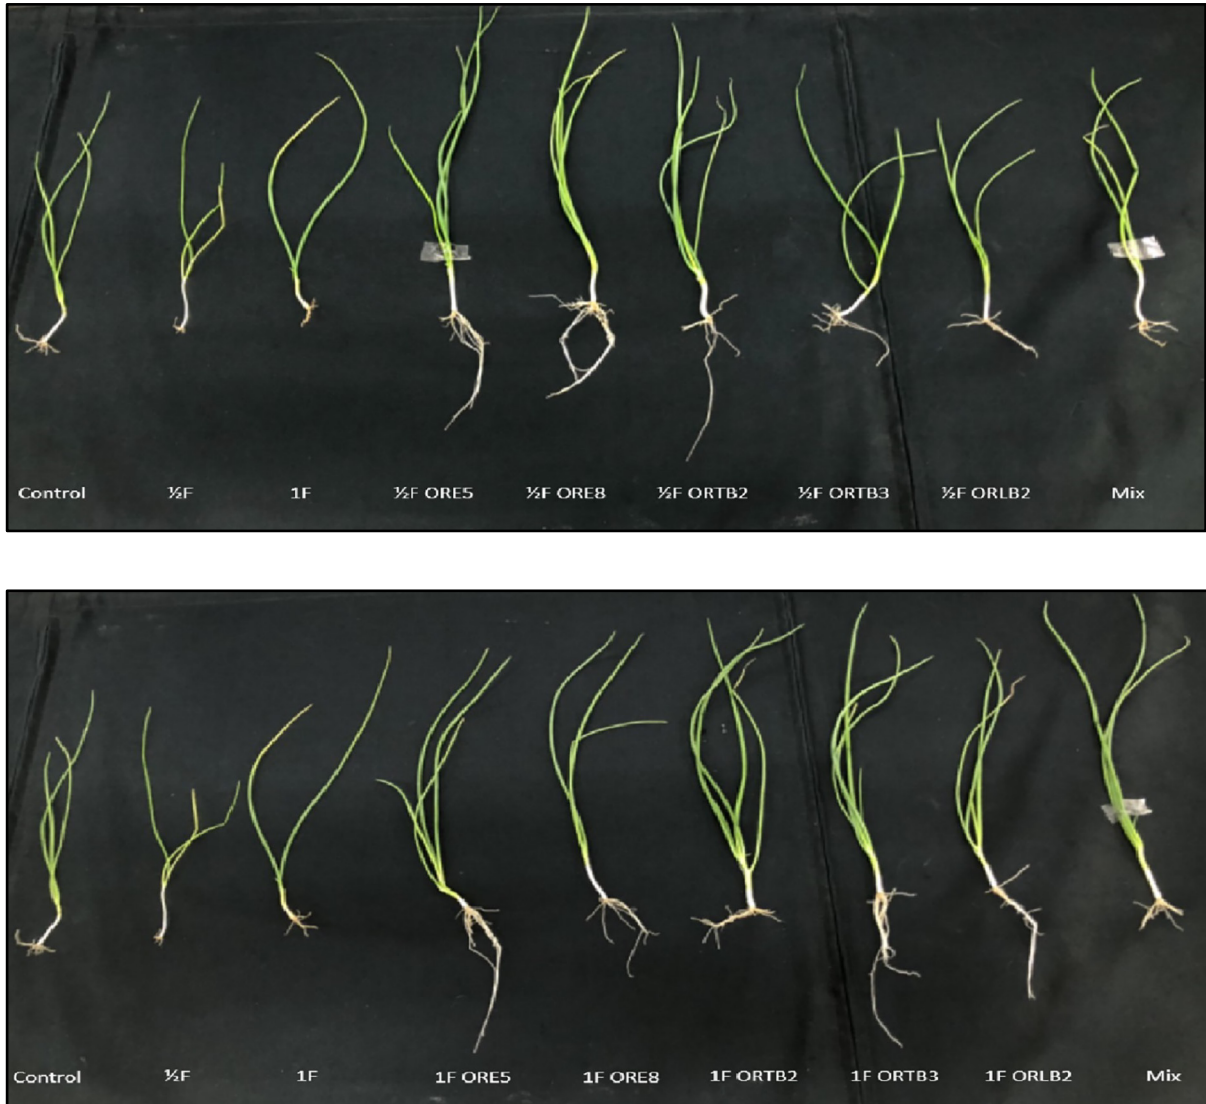 Control ½F 1F ½F ORE5 ½F ORE8 ½F ORTB2 ½F ORTB3 ½F ORLB2 Mix
Control ½F 1F 1F ORE5 1F ORE8 1F ORTB2 1F ORTB3 1F ORLB2 Mix